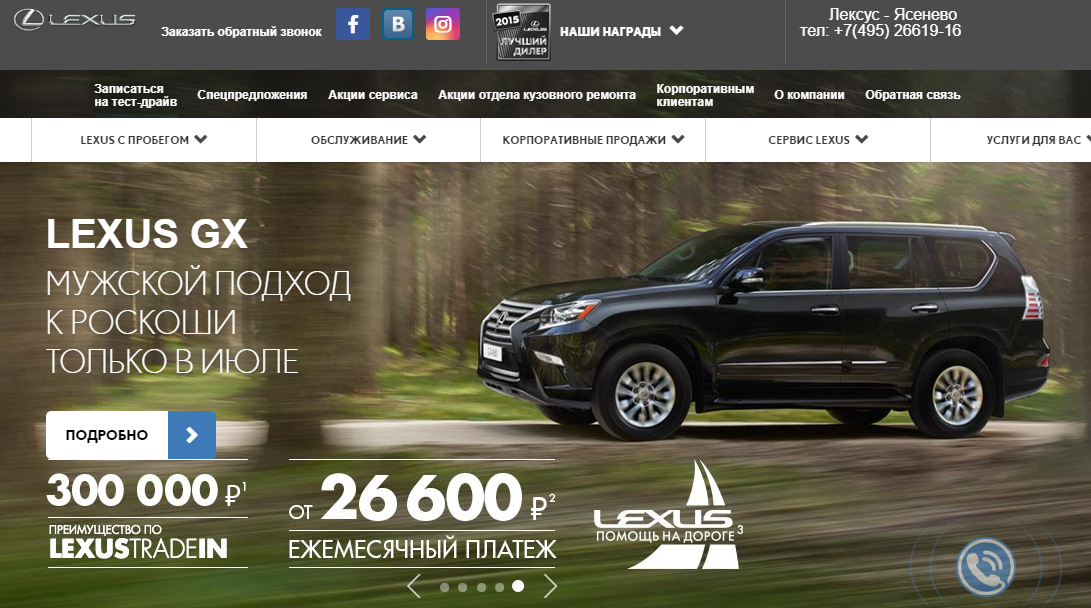 LEXUS
Заказать обратный звонок
2015
ЛУЧШИЙ
ДИЛЕР
НАШИ НАГРАДЫ
Лексус - Ясенево
тел: +7(495) 26619-16
Записаться
на тест-драйв
Спецпредложения
Акции сервиса
Акции отдела кузовного ремонта
Корпоративным
клиентам
О компании
Обратная связь
LEXUS С ПРОБЕГОМ
ОБСЛУЖИВАНИЕ
КОРПОРАТИВНЫЕ ПРОДАЖИ
СЕРВИС LEXUS
УСЛУГИ ДЛЯ ВАС
LEXUS GX
МУЖСКОЙ ПОДХОД
К РОСКОШИ
ТОЛЬКО В ИЮЛЕ
ПОДРОБНО
300 000 ₽¹
ПРЕИМУЩЕСТВО ПО
LEXUSTRADEIN
ОТ 26 600 ₽²
ЕЖЕМЕСЯЧНЫЙ ПЛАТЕЖ
LEXUS
ПОМОЩЬ НА ДОРОГЕ³